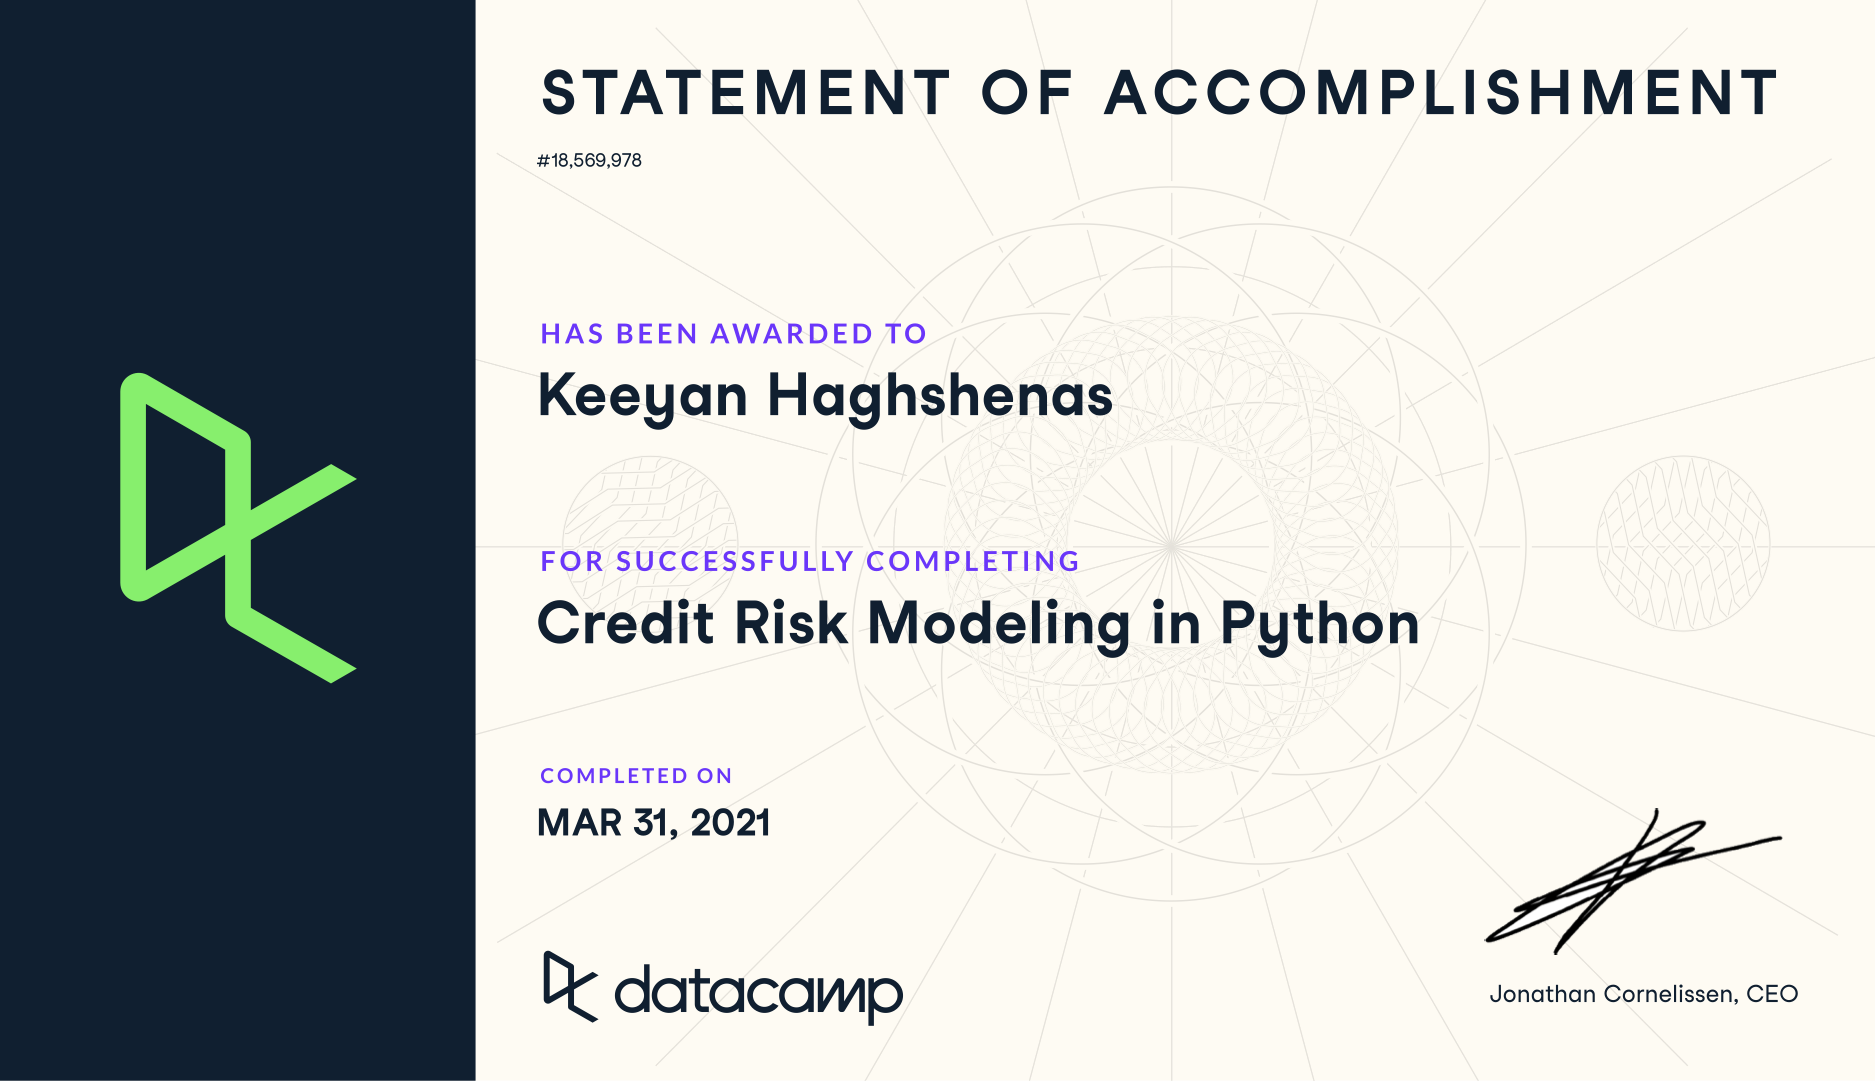 STATEMENT OF ACCOMPLISHMENT
#18,569,978
HAS BEEN AWARDED TO
Keeyan Haghshenas
FOR SUCCESSFULLY COMPLETING
Credit Risk Modeling in Python
COMPLETED ON
MAR 31, 2021
datacamp
Jonathan Cornelissen, CEO